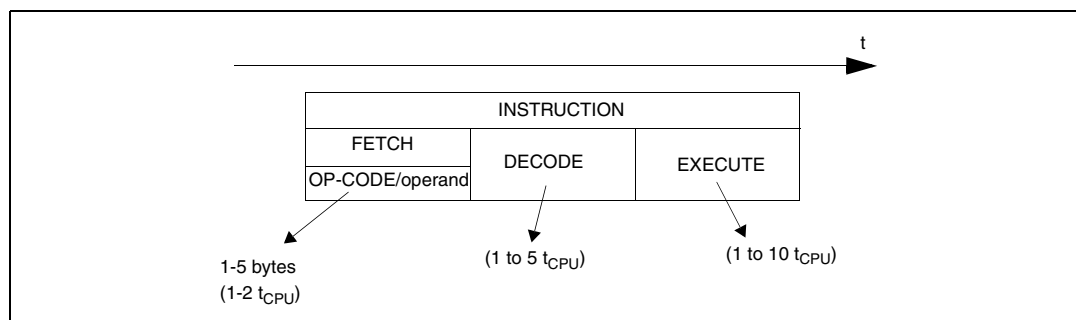 t
INSTRUCTION
FETCH
OP-CODE/operand
DECODE
EXECUTE
1-5 bytes
(1-2 tCPU)
(1 to 5 tCPU)
(1 to 10 tCPU)